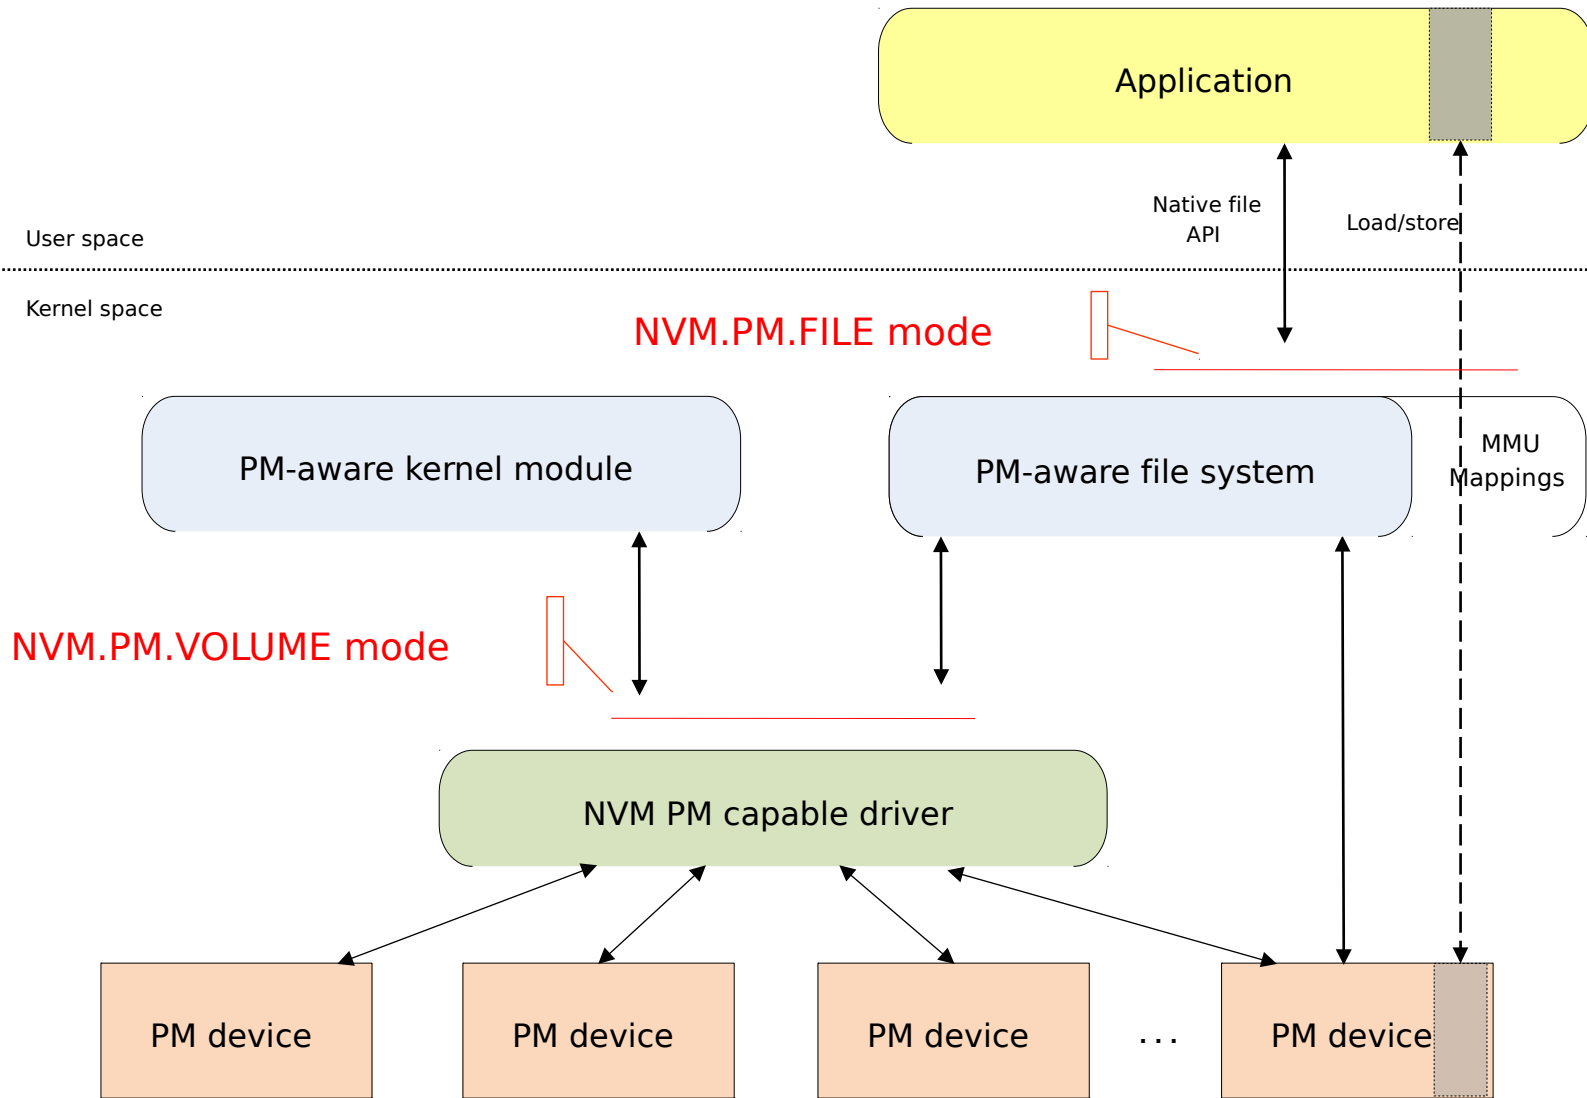 Application
Native file
API
Load/store
User space
Kernel space
NVM.PM.FILE mode
PM-aware kernel module
PM-aware file system
MMU
Mappings
NVM.PM.VOLUME mode
NVM PM capable driver
PM device
PM device
PM device
...
PM device